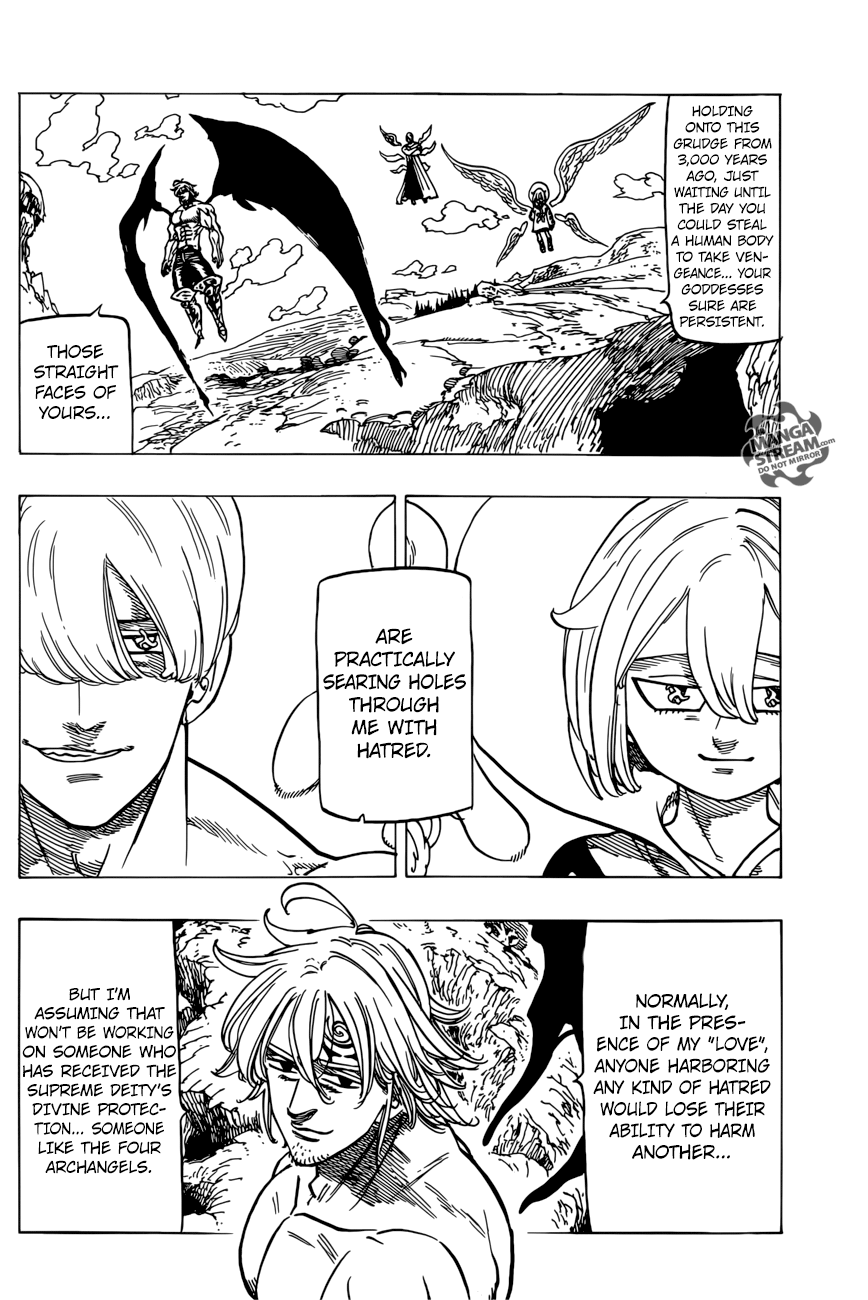 HOLDING
ONTO THIS
GRUDGE FROM
3,000 YEARS
AGO, JUST
WAITING UNTIL
THE DAY YOU
COULD STEAL
A HUMAN BODY
TO TAKE VEN-
GEANCE... YOUR
GODDESSES
SURE ARE
PERSISTENT.
THOSE
STRAIGHT
FACES OF
YOURS...
MANGA
STREAM.com
DO NOT MIRROR
ARE
PRACTICALLY
SEARING HOLES
THROUGH
ME WITH
HATRED.
NORMALLY,
IN THE PRES-
ENCE OF MY "LOVE",
ANYONE HARBORING
ANY KIND OF HATRED
WOULD LOSE THEIR
ABILITY TO HARM
ANOTHER...
BUT I'M
ASSUMING THAT
WON'T BE WORKING
ON SOMEONE WHO
HAS RECEIVED THE
SUPREME DEITY'S
DIVINE PROTEC-
TION... SOMEONE
LIKE THE FOUR
ARCHANGELS.